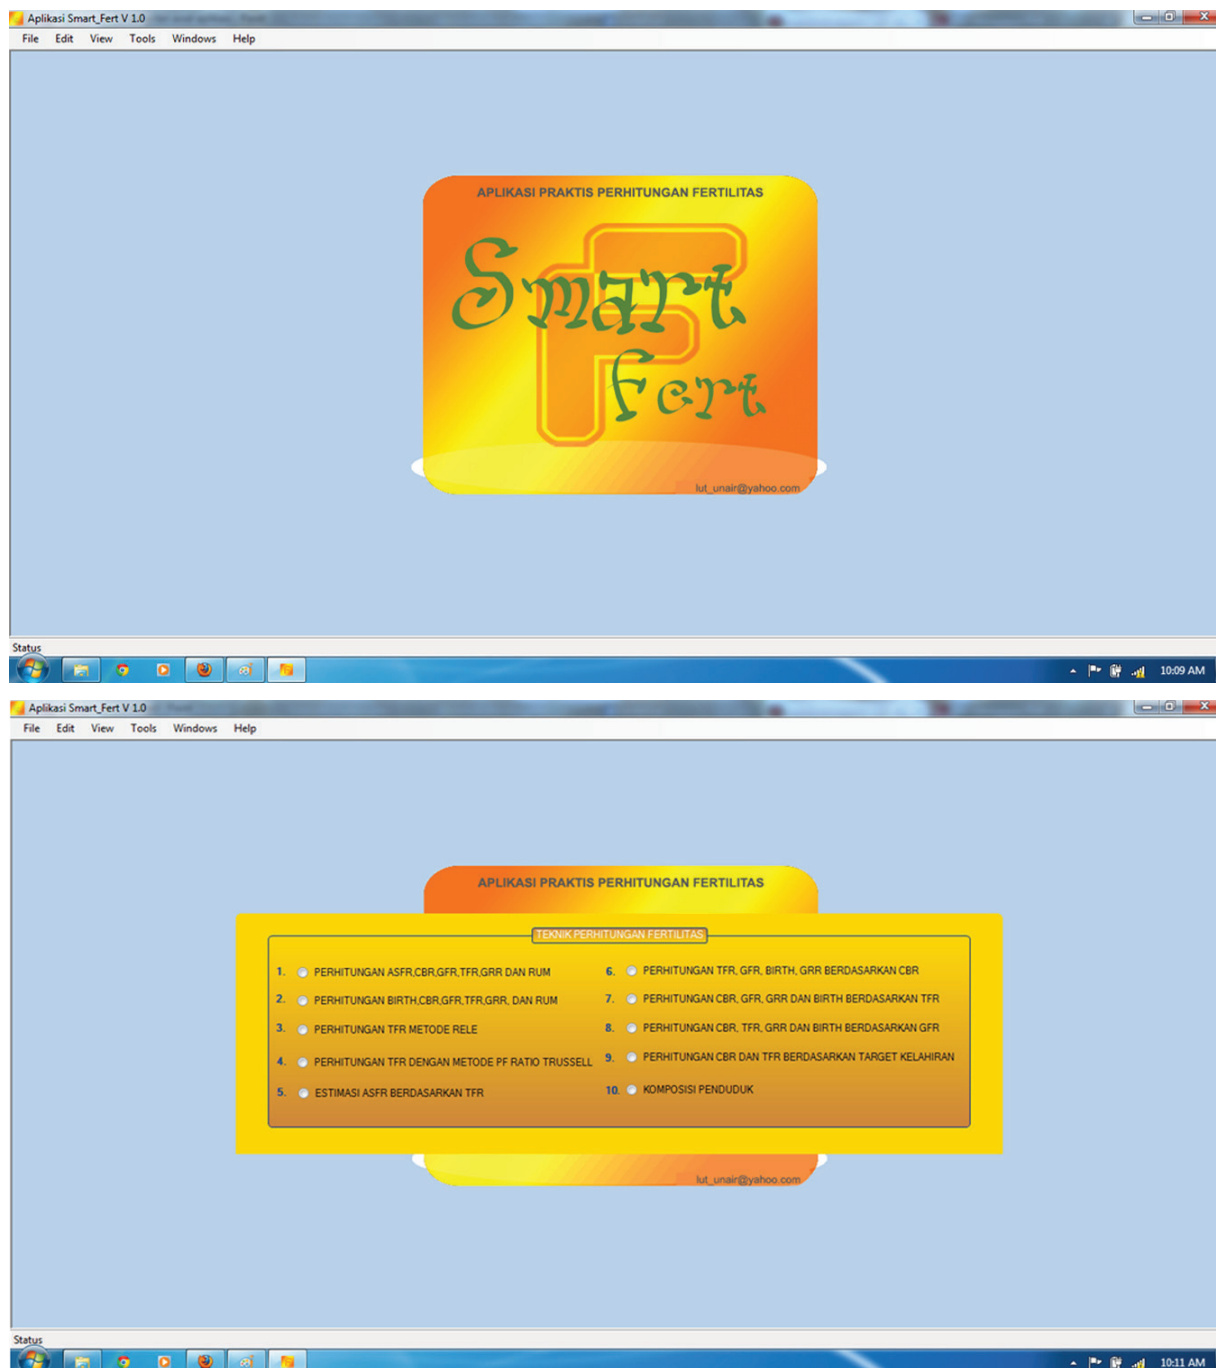 Aplikasi Smart_Fert V 1.0
File Edit View Tools Windows Help
APLIKASI PRAKTIS PERHITUNGAN FERTILITAS
Smart
Fert
lut_unair@yahoo.com
Status
10:09 AM
Aplikasi Smart_Fert V 1.0
File Edit View Tools Windows Help
APLIKASI PRAKTIS PERHITUNGAN FERTILITAS
TEKNIK PERHITUNGAN FERTILITAS
1. PERHITUNGAN ASFR,CBR,GFR,TFR,GRR DAN RUM
2. PERHITUNGAN BIRTH,CBR,GFR,TFR,GRR, DAN RUM
3. PERHITUNGAN TFR METODE RELE
4. PERHITUNGAN TFR DENGAN METODE PF RATIO TRUSSELL
5. ESTIMASI ASFR BERDASARKAN TFR
6. PERHITUNGAN TFR, GFR, BIRTH, GRR BERDASARKAN CBR
7. PERHITUNGAN CBR, GFR, GRR DAN BIRTH BERDASARKAN TFR
8. PERHITUNGAN CBR, TFR, GRR DAN BIRTH BERDASARKAN GFR
9. PERHITUNGAN CBR DAN TFR BERDASARKAN TARGET KELAHIRAN
10. KOMPOSISI PENDUDUK
lut_unair@yahoo.com
Status
10:11 AM